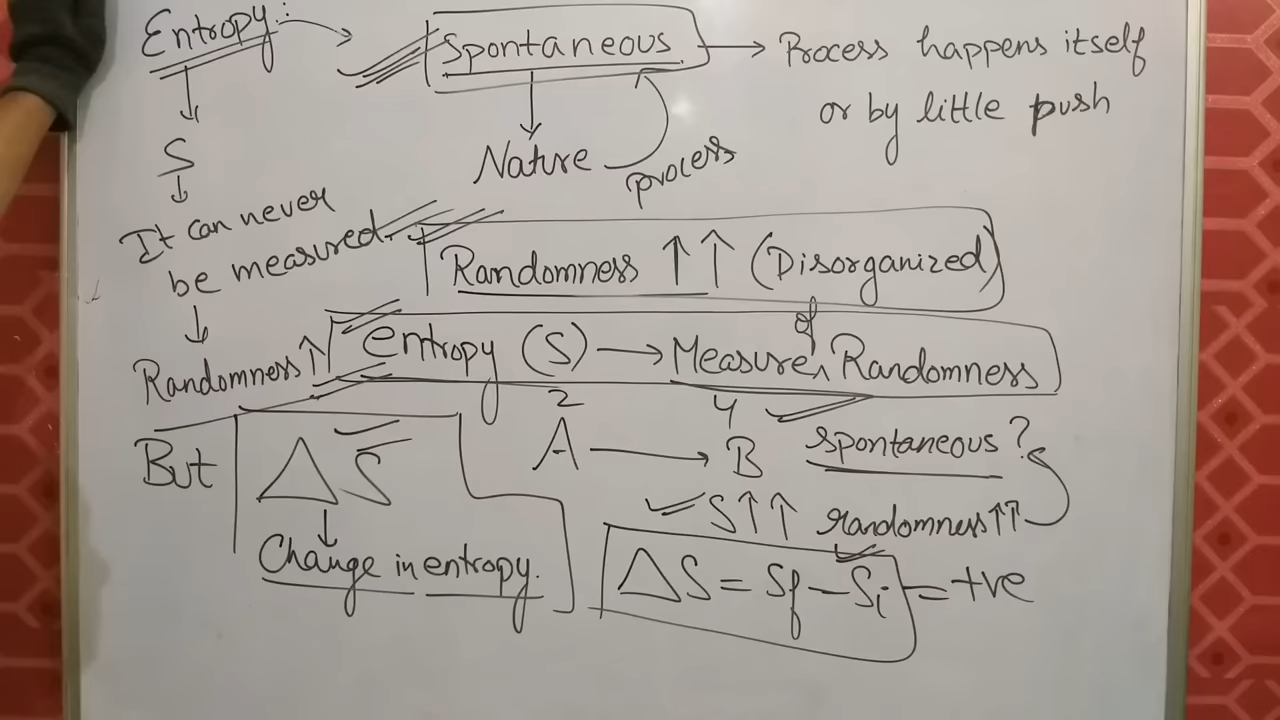 Entropy:
Spontaneous → Process happens itself
or by little push
S
Nature process
It can never
be measured.
Randomness ↑↑ (Disorganized)
Randomness ↑
entropy (S) → Measure of Randomness
But ΔS
2 4
A → B spontaneous?
S↑↑ randomness↑↑
Change in entropy.
ΔS = Sf - Si = +ve